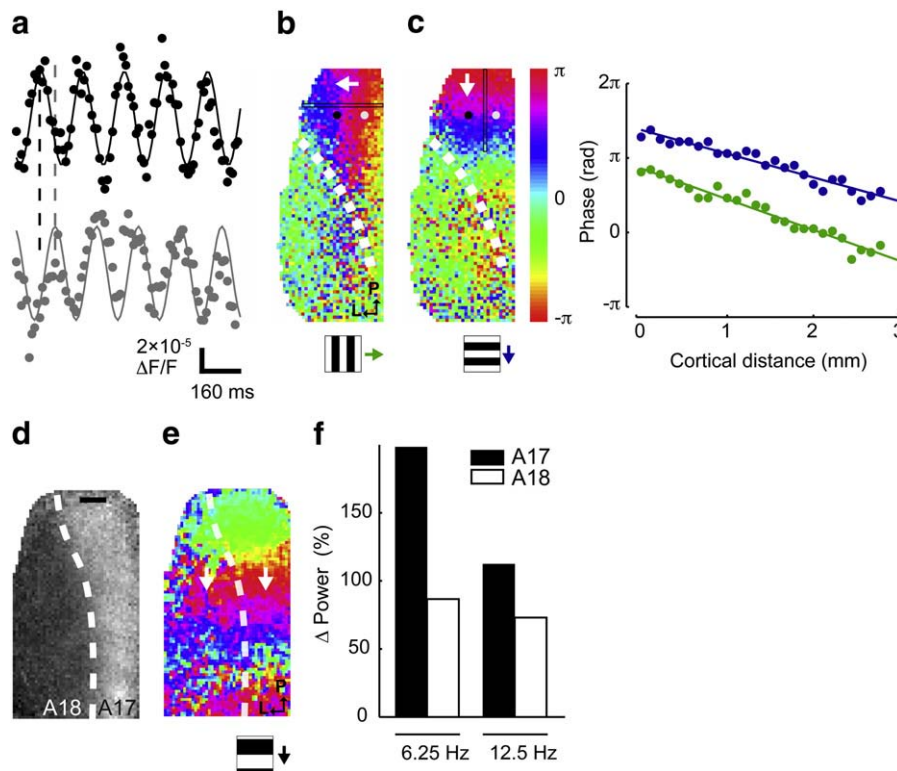 a
b
c
2×10⁻⁵
ΔF/F
160 ms
P
L
π
0
-π
2π
π
0
-π
Phase (rad)
0
1
2
3
Cortical distance (mm)
d
e
f
A18
A17
P
L
A17
A18
150
100
50
0
Δ Power (%)
6.25 Hz
12.5 Hz